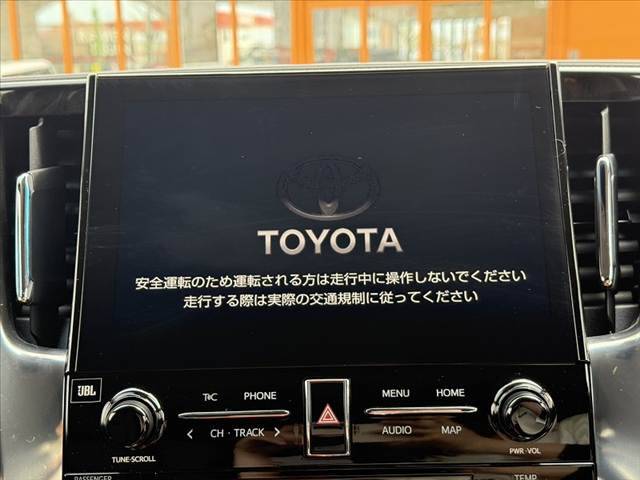 TOYOTA
安全運転のため運転される方は走行中に操作しないでください
走行する際は実際の交通規制に従ってください
JBL
T&C PHONE
MENU HOME
CH · TRACK
AUDIO MAP
TUNE·SCROLL
PWR·VOL
PASSENGER
TEMP